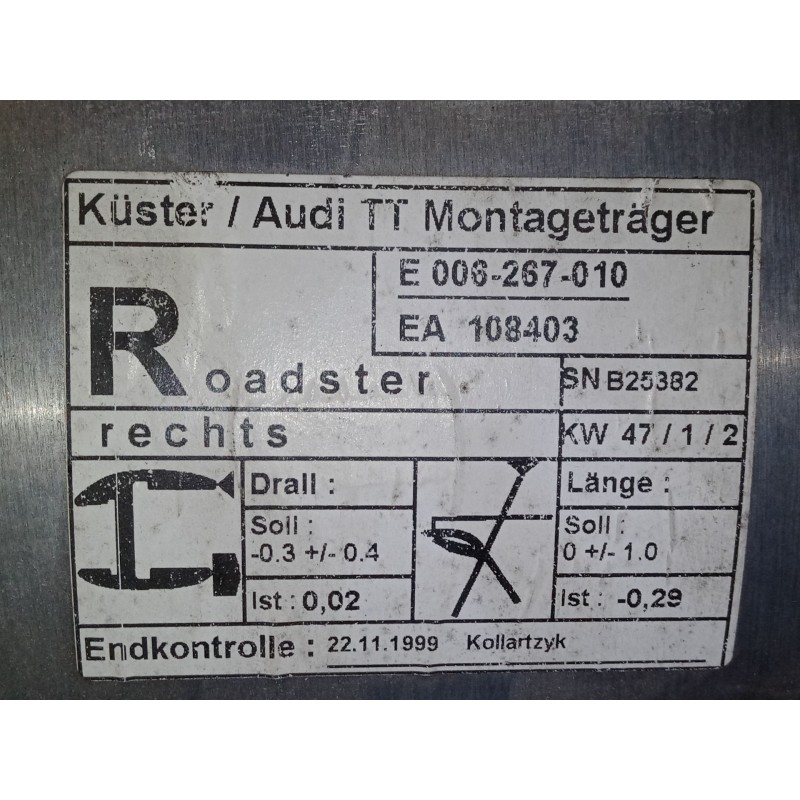 Küster / Audi TT Montageträger
E 006-267-010
EA 108403
Roadster
SN B25382
rechts
KW 47 / 1 / 2
Drall :
Länge :
Soll :
-0.3 +/- 0.4
Soll :
0 +/- 1.0
Ist : 0,02
Ist : -0,29
Endkontrolle : 22.11.1999 Kollartzyk